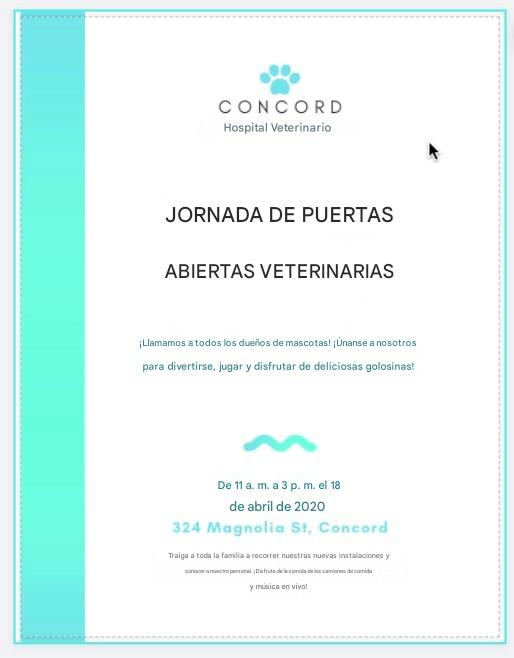 CONCORD
Hospital Veterinario
JORNADA DE PUERTAS
ABIERTAS VETERINARIAS
¡Llamamos a todos los dueños de mascotas! ¡Únanse a nosotros
para divertirse, jugar y disfrutar de deliciosas golosinas!
De 11 a. m. a 3 p. m. el 18
de abril de 2020
324 Magnolia St, Concord
Traiga a toda la familia a recorrer nuestras nuevas instalaciones y
conocer a nuestro personal. ¡Disfrute de la comida de los camiones de comida
y música en vivo!